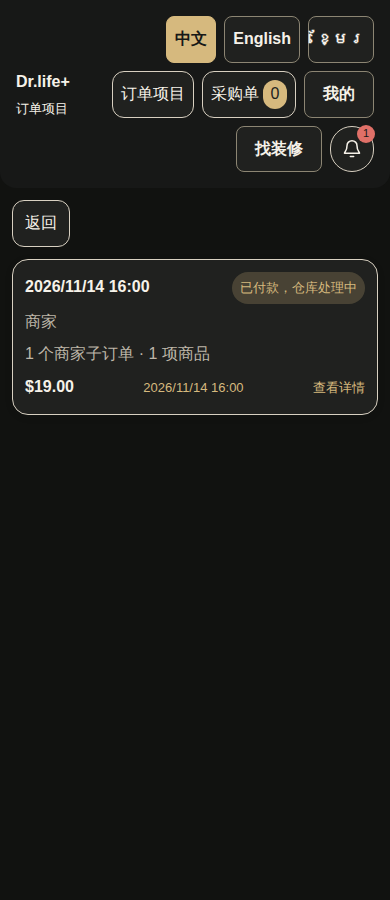 中文 English ខ្មែរ
Dr.life+
订单项目
订单项目 采购单 0 我的
找装修 1
返回
2026/11/14 16:00 已付款，仓库处理中
商家
1 个商家子订单 · 1 项商品
$19.00 2026/11/14 16:00 查看详情